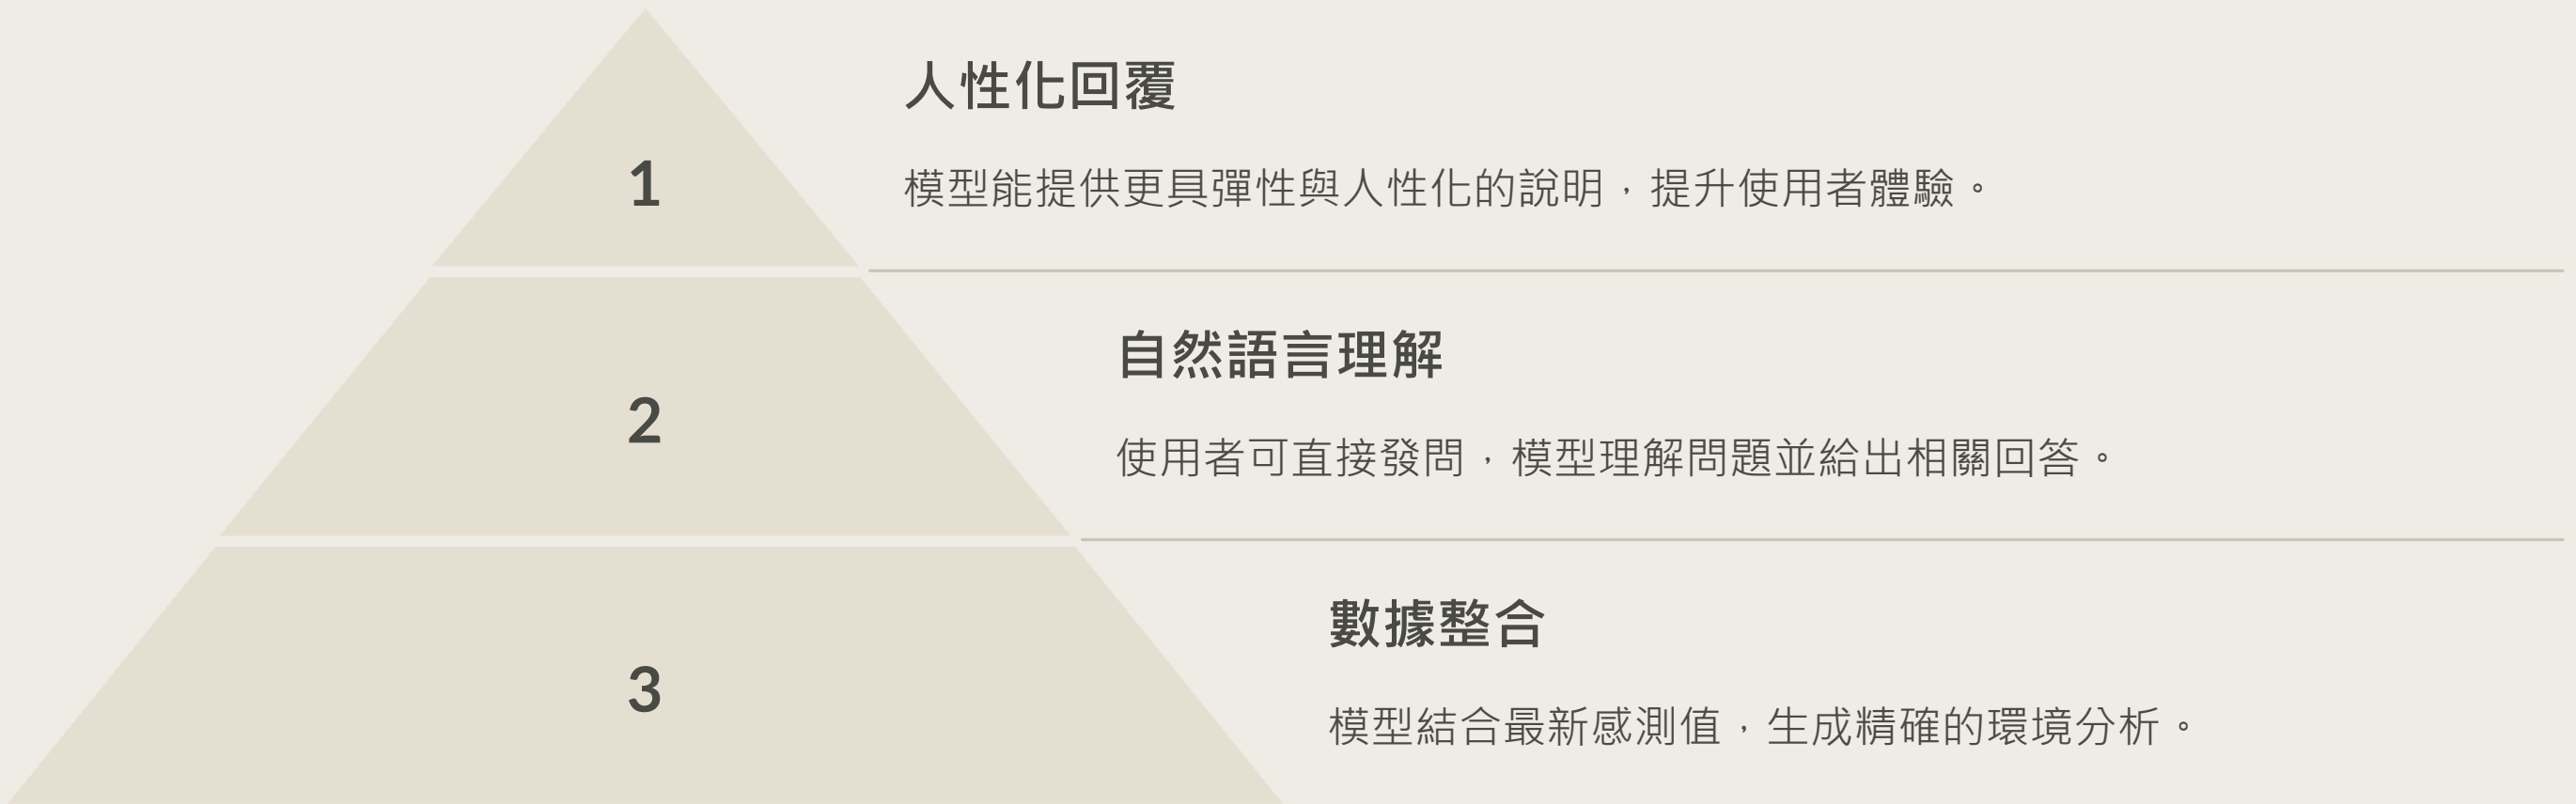 人性化回覆
1
模型能提供更具彈性與人性化的說明，提升使用者體驗。
自然語言理解
2
使用者可直接發問，模型理解問題並給出相關回答。
數據整合
3
模型結合最新感測值，生成精確的環境分析。